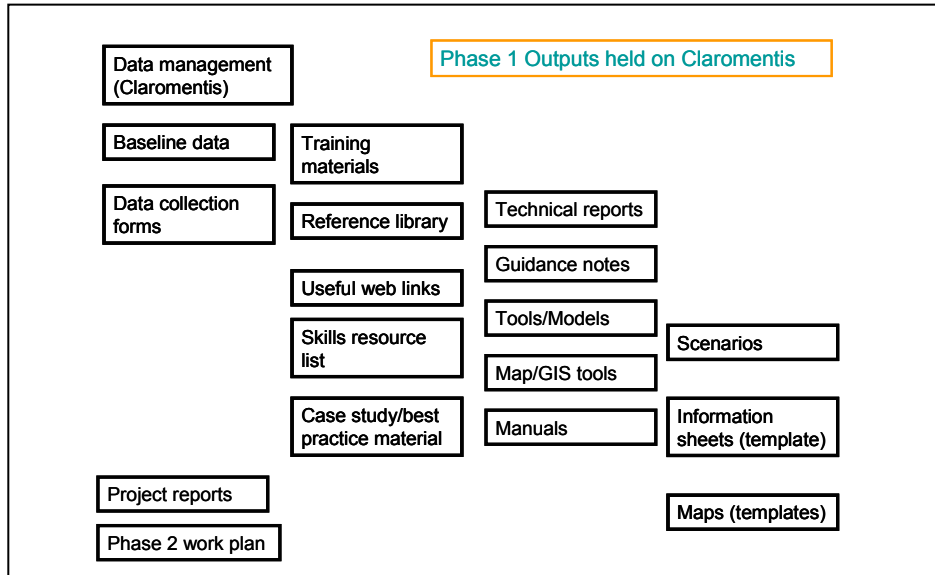 Phase 1 Outputs held on Claromentis
Data management
(Claromentis)
Baseline data
Data collection
forms
Training
materials
Reference library
Useful web links
Skills resource
list
Case study/best
practice material
Technical reports
Guidance notes
Tools/Models
Map/GIS tools
Manuals
Scenarios
Information
sheets (template)
Maps (templates)
Project reports
Phase 2 work plan